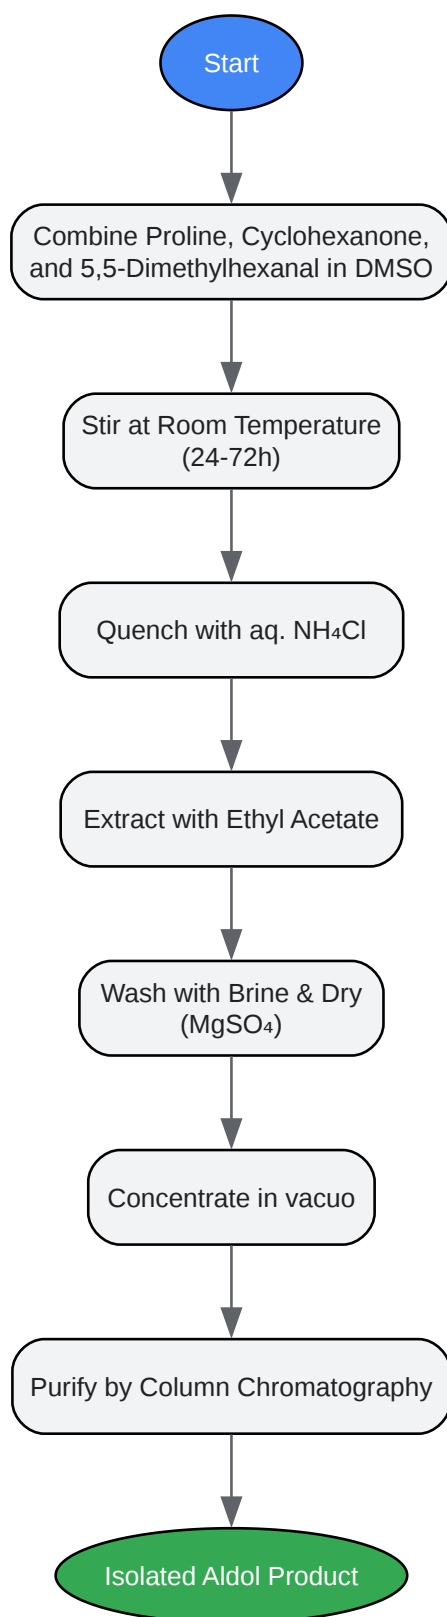 Start
Combine Proline, Cyclohexanone,
and 5,5-Dimethylhexanal in DMSO
Stir at Room Temperature
(24-72h)
Quench with aq. NH₄Cl
Extract with Ethyl Acetate
Wash with Brine & Dry
(MgSO₄)
Concentrate in vacuo
Purify by Column Chromatography
Isolated Aldol Product